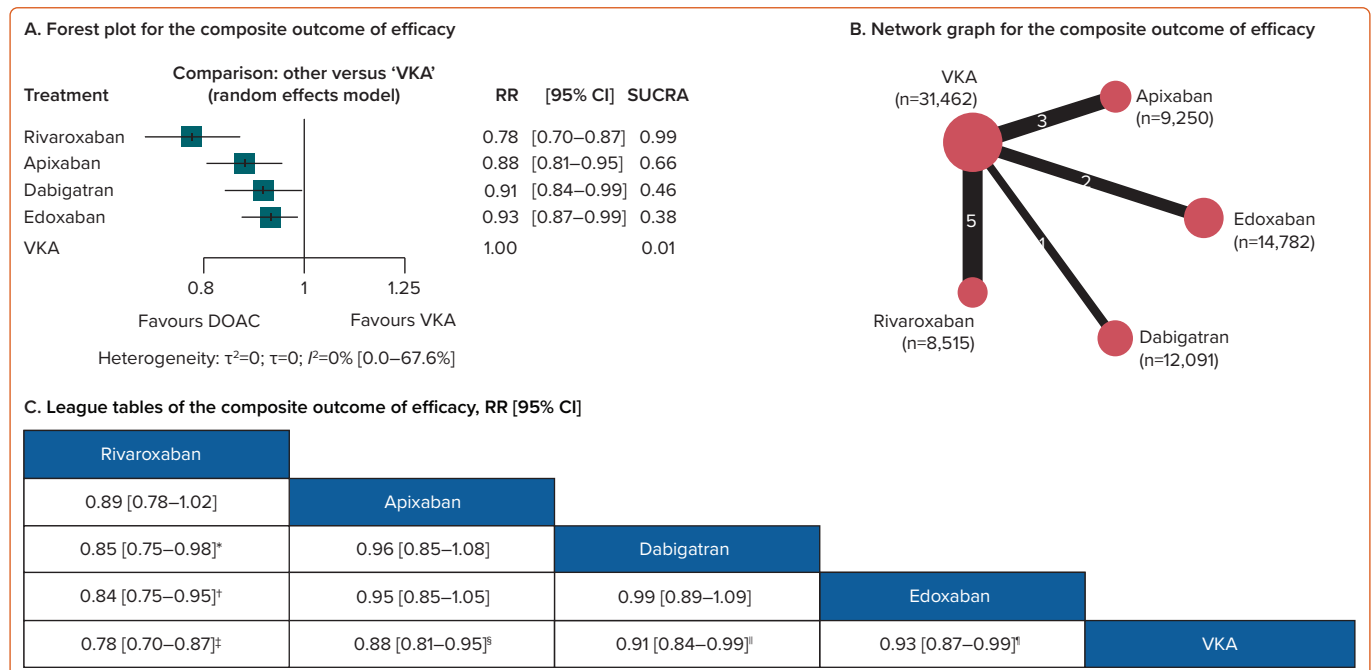 A. Forest plot for the composite outcome of efficacy
Comparison: other versus ‘VKA’
Treatment (random effects model) RR [95% CI] SUCRA
Rivaroxaban 0.78 [0.70–0.87] 0.99
Apixaban 0.88 [0.81–0.95] 0.66
Dabigatran 0.91 [0.84–0.99] 0.46
Edoxaban 0.93 [0.87–0.99] 0.38
VKA 1.00 0.01
0.8 1 1.25
Favours DOAC Favours VKA
Heterogeneity: τ²=0; τ=0; I²=0% [0.0–67.6%]
B. Network graph for the composite outcome of efficacy
VKA
(n=31,462)
Apixaban
(n=9,250)
3
2
Edoxaban
(n=14,782)
5
1
Rivaroxaban
(n=8,515)
Dabigatran
(n=12,091)
C. League tables of the composite outcome of efficacy, RR [95% CI]
Rivaroxaban
0.89 [0.78–1.02] Apixaban
0.85 [0.75–0.98]* 0.96 [0.85–1.08] Dabigatran
0.84 [0.75–0.95]† 0.95 [0.85–1.05] 0.99 [0.89–1.09] Edoxaban
0.78 [0.70–0.87]‡ 0.88 [0.81–0.95]§ 0.91 [0.84–0.99]‖ 0.93 [0.87–0.99]¶ VKA